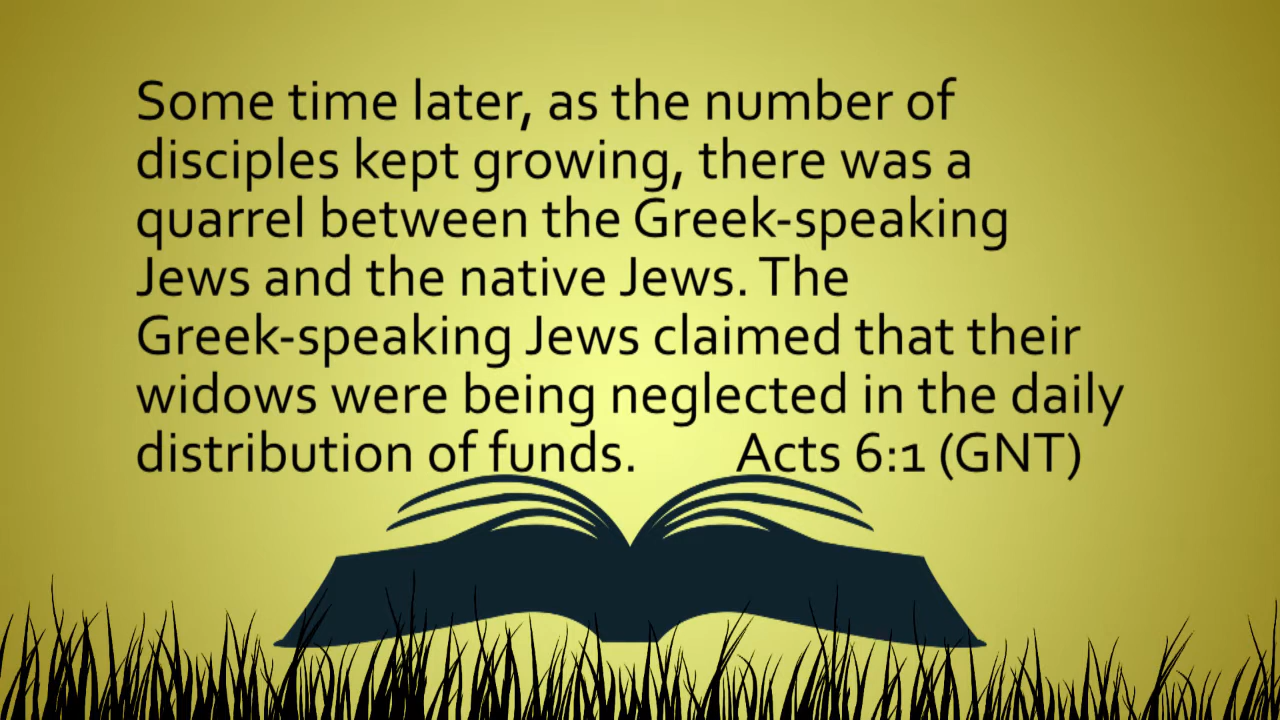 Some time later, as the number of
disciples kept growing, there was a
quarrel between the Greek-speaking
Jews and the native Jews. The
Greek-speaking Jews claimed that their
widows were being neglected in the daily
distribution of funds. Acts 6:1 (GNT)